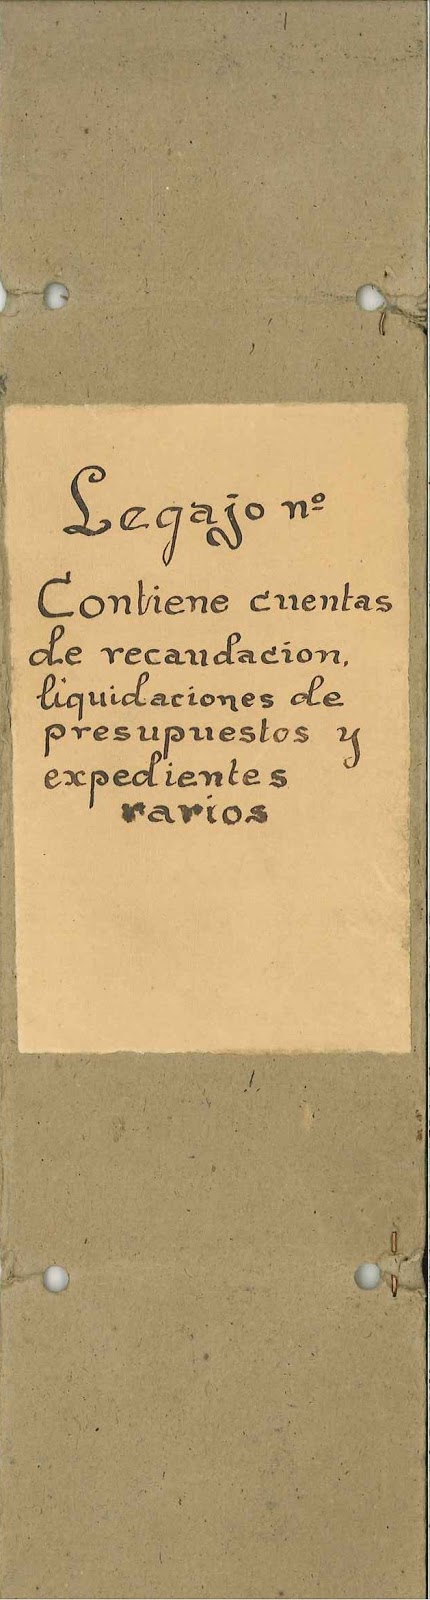 Legajo nº
Contiene cuentas
de recaudacion,
liquidaciones de
presupuestos y
expedientes
varios